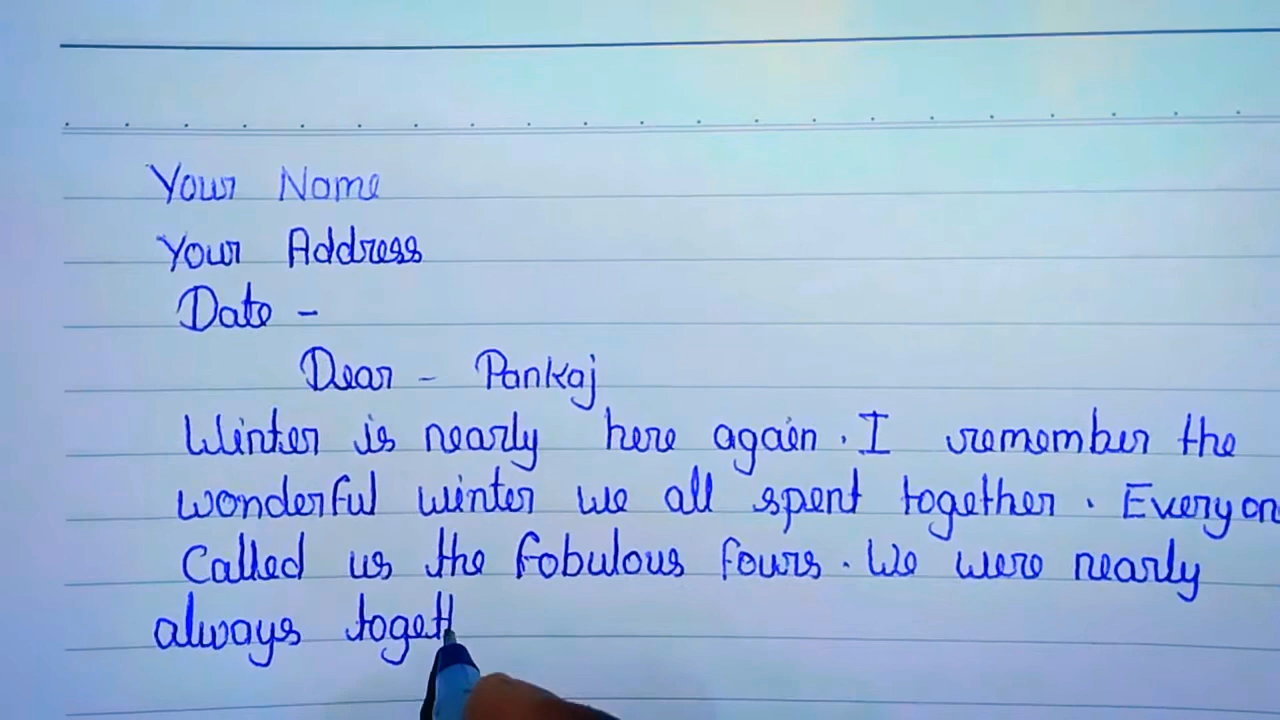 Your Name
Your Address
Date -
Dear - Pankaj
Winter is nearly here again. I remember the
wonderful winter we all spent together. Everyon
Called us the fobulous fours. We were nearly
always togeth